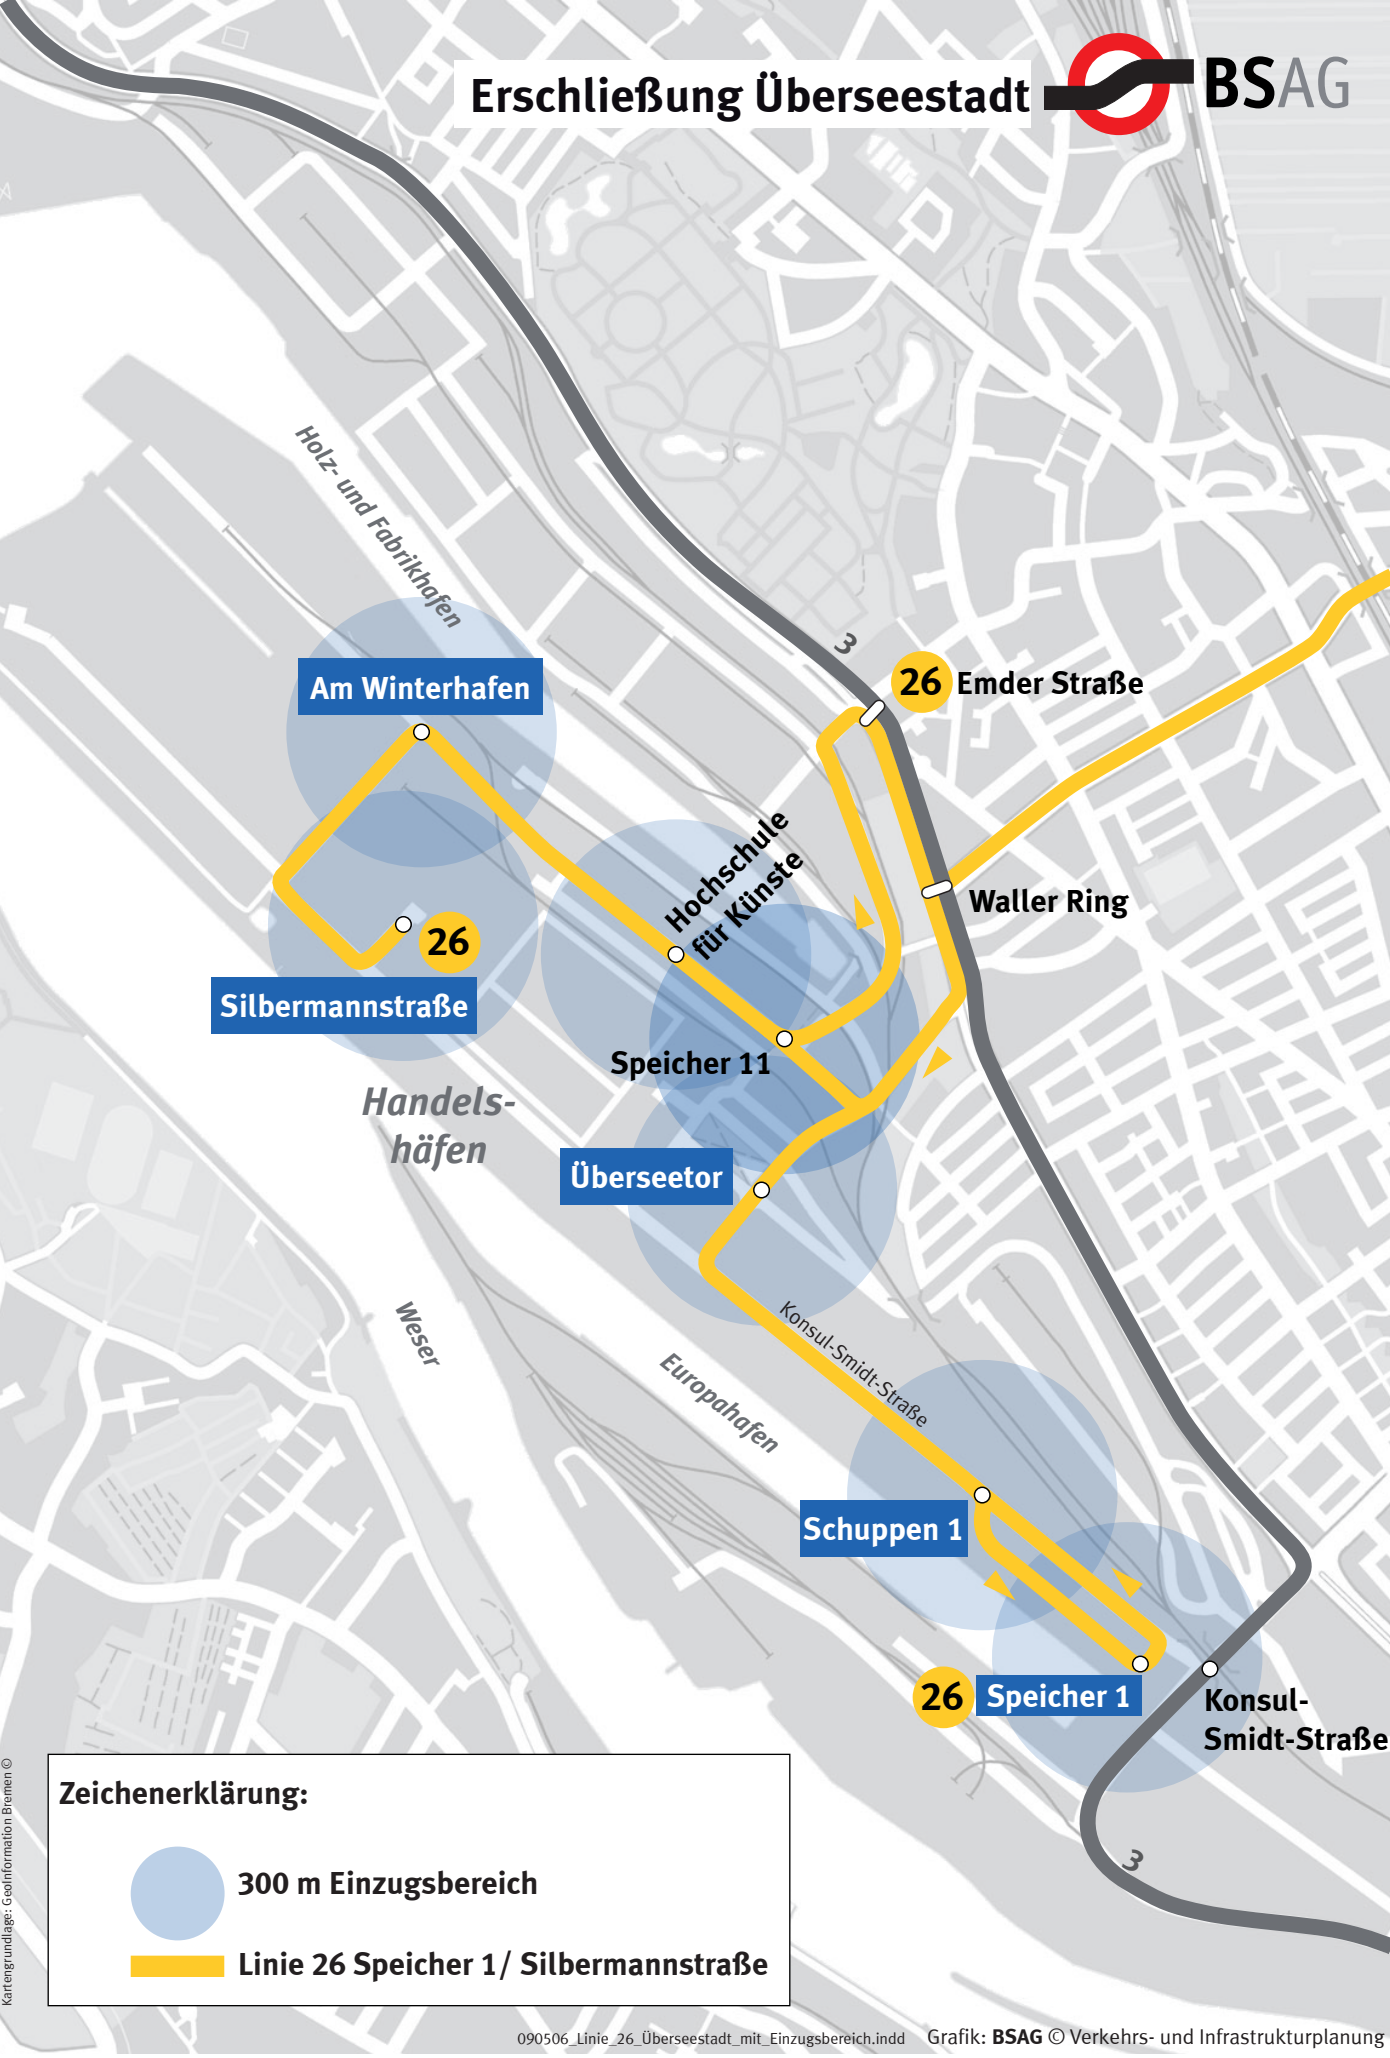 Erschließung Überseestadt
BSAG
Holz- und Fabrikhafen
3
26 Emder Straße
Am Winterhafen
Hochschule
für Künste
Waller Ring
26
Silbermannstraße
Speicher 11
Handels-
häfen
Überseetor
Weser
Konsul-Smidt-Straße
Europahafen
Schuppen 1
26 Speicher 1
Konsul-
Smidt-Straße
3
Zeichenerklärung:
300 m Einzugsbereich
Linie 26 Speicher 1/ Silbermannstraße
Kartengrundlage: GeoInformation Bremen ©
090506_Linie_26_Überseestadt_mit_Einzugsbereich.indd
Grafik: BSAG © Verkehrs- und Infrastrukturplanung